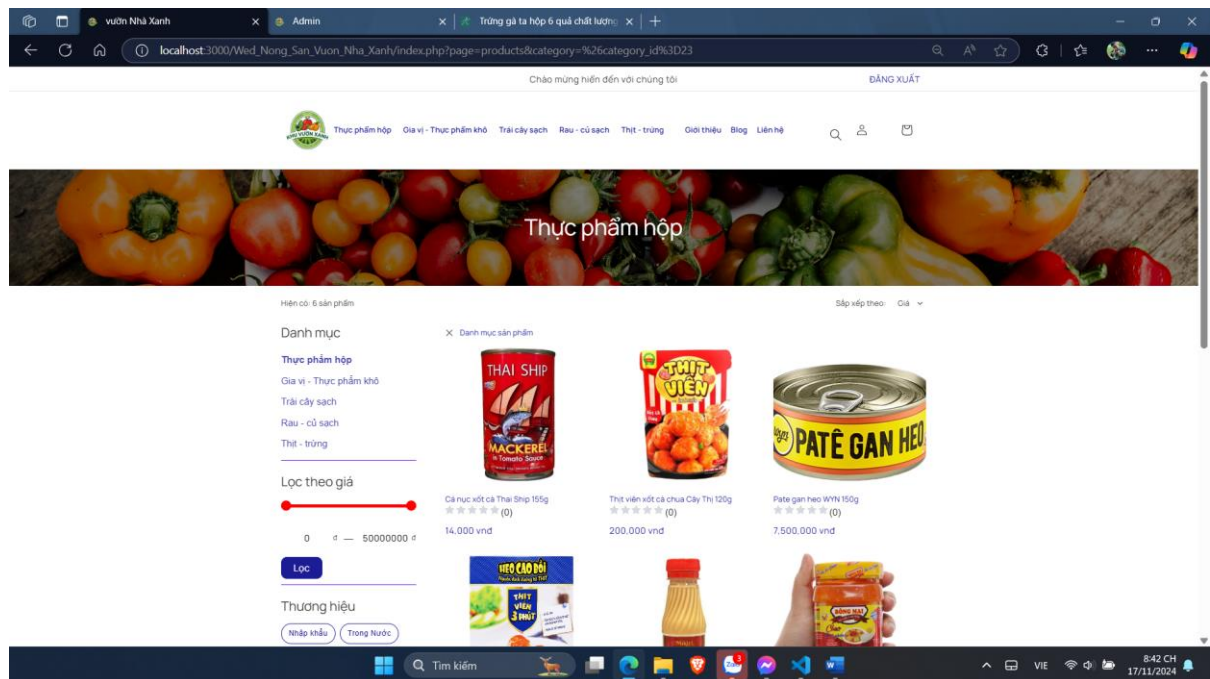 vườn Nhà Xanh
Admin
Trứng gà ta hộp 6 quả chất lượng
localhost:3000/Wed_Nong_San_Vuon_Nha_Xanh/index.php?page=products&category=%26category_id%3D23
Chào mừng hiến đến với chúng tôi
ĐĂNG XUẤT
Thực phẩm hộp Gia vị - Thực phẩm khô Trái cây sạch Rau - củ sạch Thịt - trứng Giới thiệu Blog Liên hệ
Thực phẩm hộp
Hiện có: 6 sản phẩm
Sắp xếp theo: Giá
Danh mục
Danh mục sản phẩm
Thực phẩm hộp
Gia vị - Thực phẩm khô
Trái cây sạch
Rau - củ sạch
Thịt - trứng
Lọc theo giá
0 đ — 50000000 đ
Lọc
Thương hiệu
Nhập khẩu Trong Nước
THAI SHIP
MACKEREL
in Tomato Sauce
THỊT
VIÊN
PATÊ GAN HEO
Cá nục xốt cà Thai Ship 155g
(0)
14,000 vnđ
Thịt viên xốt cà chua Cây Thị 120g
(0)
200,000 vnđ
Pate gan heo WYN 150g
(0)
7,500,000 vnđ
HEO CAO BỒI
THỊT
VIÊN
3 PHÚT
BÔNG MAI
Chao
Tìm kiếm
Zalo
3
VIE
8:42 CH
17/11/2024